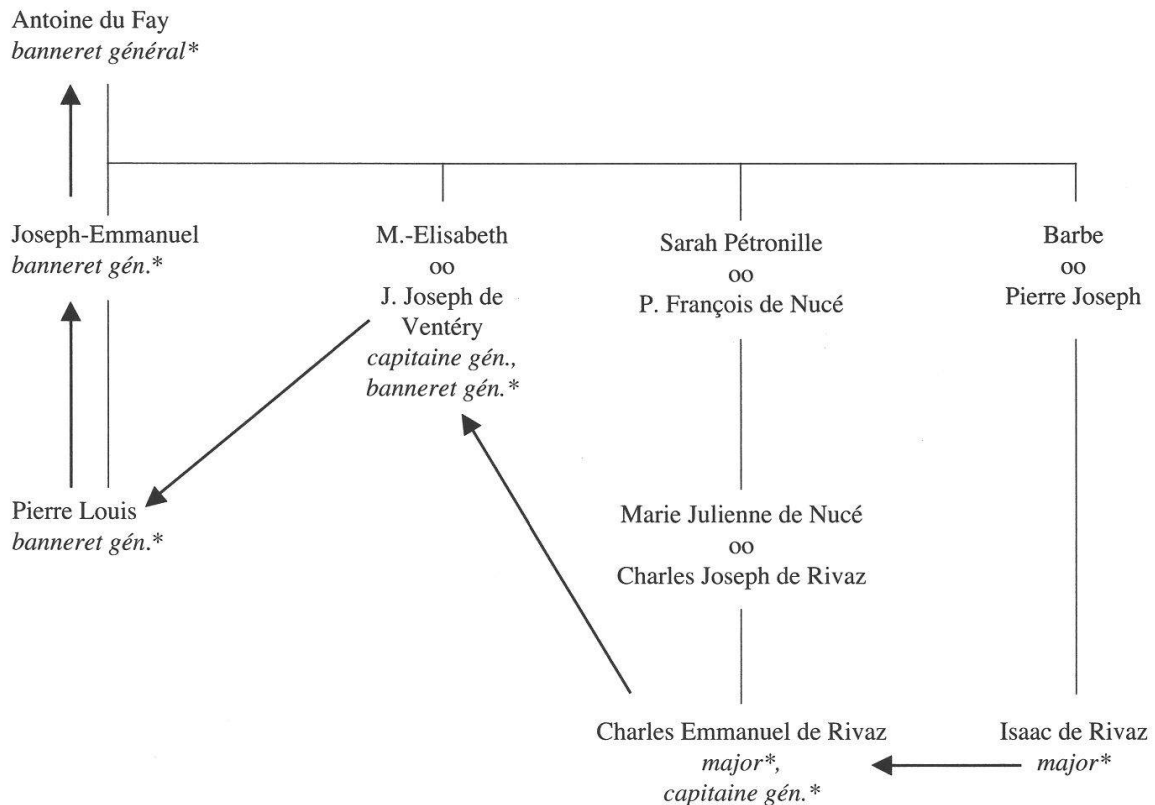 Antoine du Fay
banneret général*
Joseph-Emmanuel
banneret gén.*
M.-Elisabeth
oo
J. Joseph de
Ventéry
capitaine gén.,
banneret gén.*
Sarah Pétronille
oo
P. François de Nucé
Barbe
oo
Pierre Joseph
Pierre Louis
banneret gén.*
Marie Julienne de Nucé
oo
Charles Joseph de Rivaz
Charles Emmanuel de Rivaz
major*,
capitaine gén.*
Isaac de Rivaz
major*